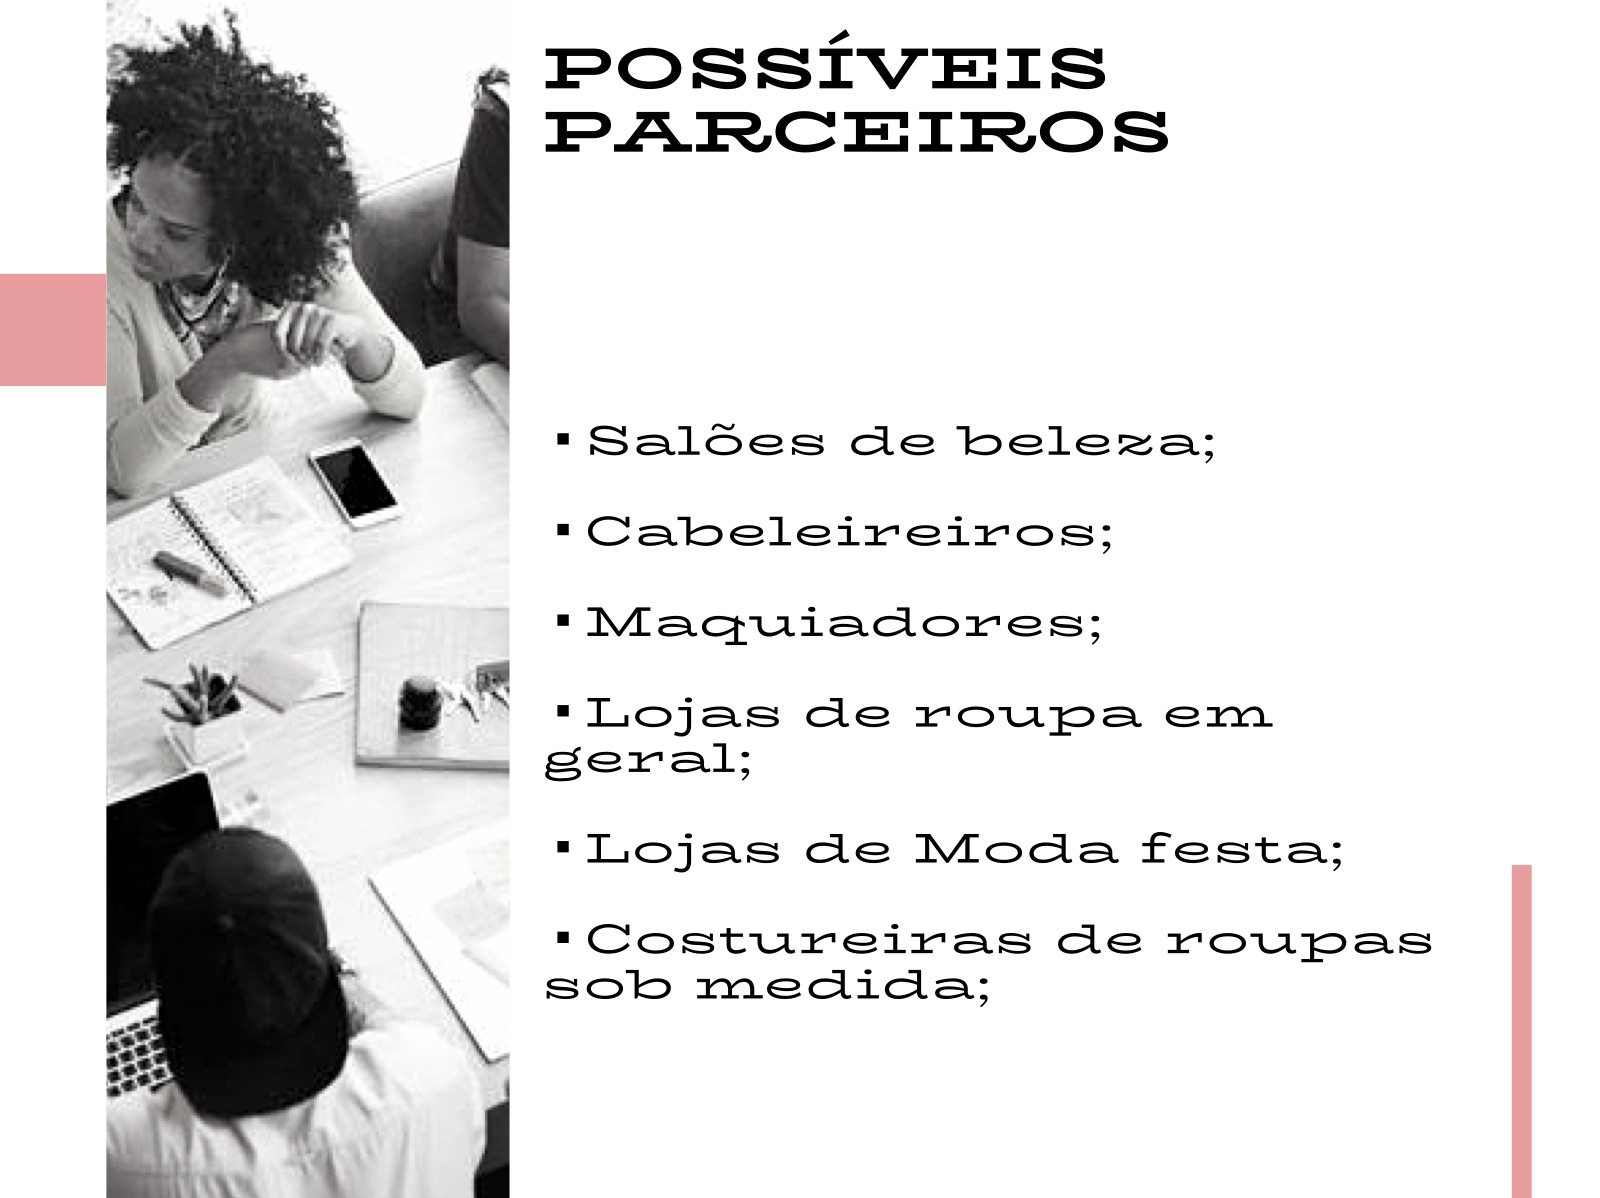 POSSÍVEIS
PARCEIROS
▪ Salões de beleza;
▪ Cabeleireiros;
▪ Maquiadores;
▪ Lojas de roupa em
geral;
▪ Lojas de Moda festa;
▪ Costureiras de roupas
sob medida;